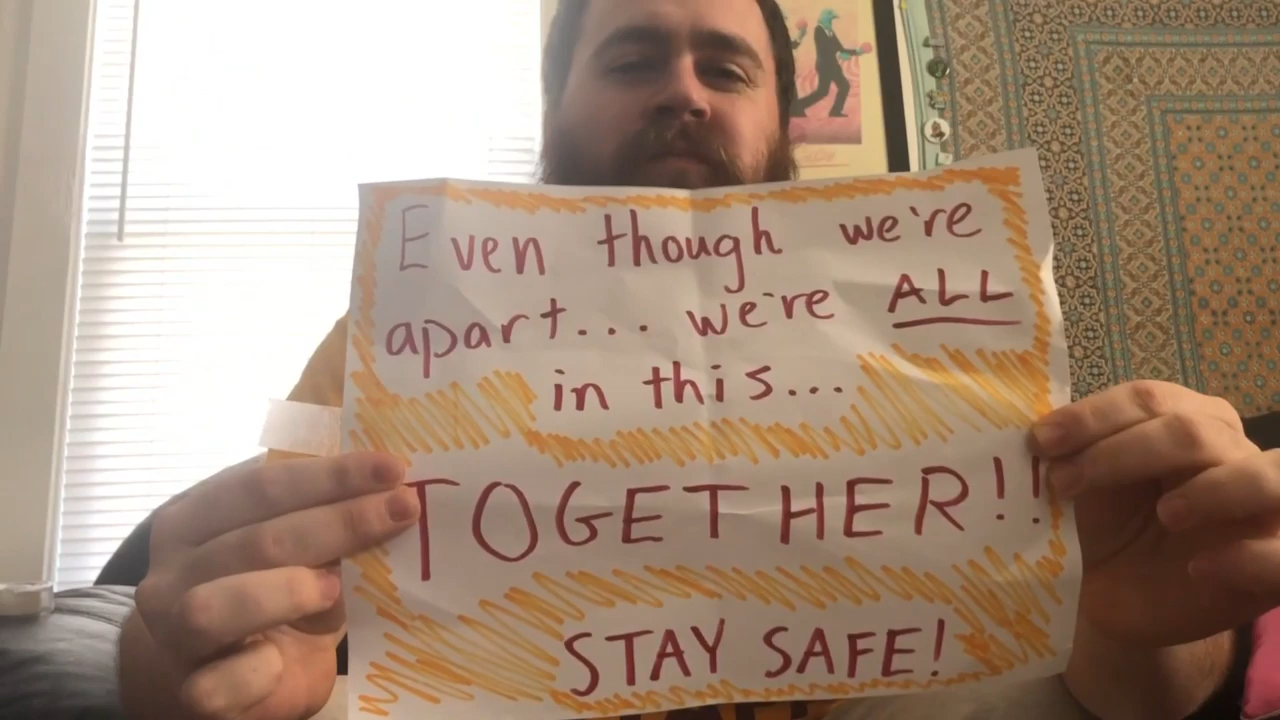 Even though we're
apart... we're ALL
in this...
TOGETHER!!
STAY SAFE!